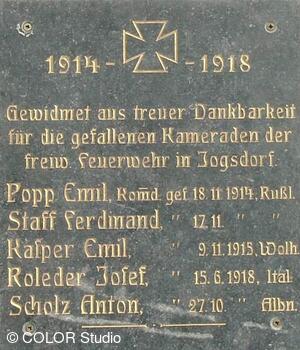 1914 - 1918
Gewidmet aus treuer Dankbarkeit
für die gefallenen Kameraden der
freiw. Feuerwehr in Jogsdorf.
Popp Emil, Kom̅d. gef. 18.11.1914, Rußl.
Staff Ferdinand, " 17.11. " "
Kasper Emil, " 9.11.1915, Wolh.
Roleder Josef, " 15.6.1918, Ital.
Scholz Anton, " 27.10. " Albn.
© COLOR Studio